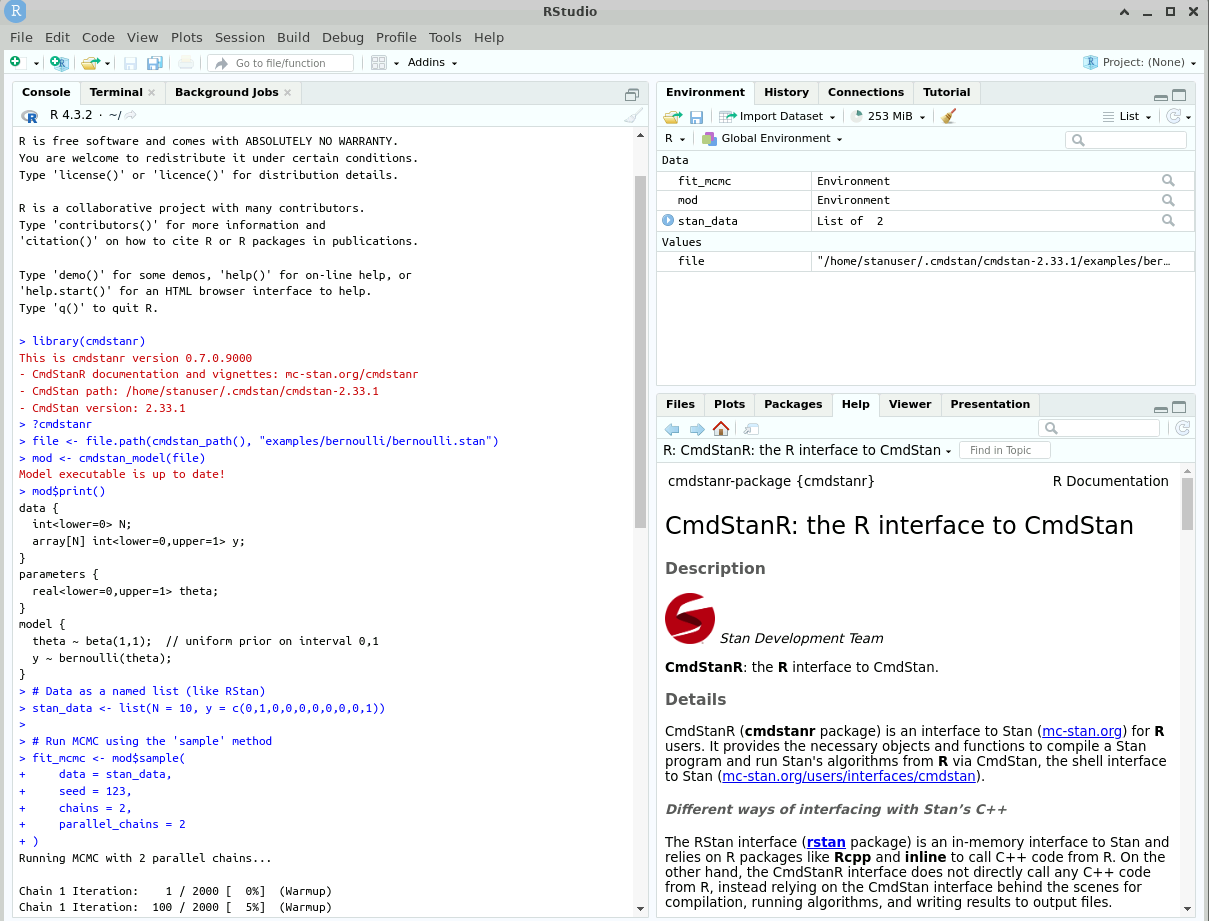 R
RStudio
File Edit Code View Plots Session Build Debug Profile Tools Help
Go to file/function
Addins
R Project: (None)
Console Terminal Background Jobs
R R 4.3.2 · ~/
R is free software and comes with ABSOLUTELY NO WARRANTY.
You are welcome to redistribute it under certain conditions.
Type 'license()' or 'licence()' for distribution details.
R is a collaborative project with many contributors.
Type 'contributors()' for more information and
'citation()' on how to cite R or R packages in publications.
Type 'demo()' for some demos, 'help()' for on-line help, or
'help.start()' for an HTML browser interface to help.
Type 'q()' to quit R.
> library(cmdstanr)
This is cmdstanr version 0.7.0.9000
- CmdStanR documentation and vignettes: mc-stan.org/cmdstanr
- CmdStan path: /home/stanuser/.cmdstan/cmdstan-2.33.1
- CmdStan version: 2.33.1
> ?cmdstanr
> file <- file.path(cmdstan_path(), "examples/bernoulli/bernoulli.stan")
> mod <- cmdstan_model(file)
Model executable is up to date!
> mod$print()
data {
  int<lower=0> N;
  array[N] int<lower=0,upper=1> y;
}
parameters {
  real<lower=0,upper=1> theta;
}
model {
  theta ~ beta(1,1);  // uniform prior on interval 0,1
  y ~ bernoulli(theta);
}
> # Data as a named list (like RStan)
> stan_data <- list(N = 10, y = c(0,1,0,0,0,0,0,0,0,1))
>
> # Run MCMC using the 'sample' method
> fit_mcmc <- mod$sample(
+     data = stan_data,
+     seed = 123,
+     chains = 2,
+     parallel_chains = 2
+ )
Running MCMC with 2 parallel chains...
Chain 1 Iteration:    1 / 2000 [  0%]  (Warmup)
Chain 1 Iteration:  100 / 2000 [  5%]  (Warmup)
Environment History Connections Tutorial
Import Dataset 253 MiB List
R Global Environment
Data
fit_mcmc Environment
mod Environment
stan_data List of  2
Values
file "/home/stanuser/.cmdstan/cmdstan-2.33.1/examples/ber…
Files Plots Packages Help Viewer Presentation
R: CmdStanR: the R interface to CmdStan Find in Topic
cmdstanr-package {cmdstanr} R Documentation
CmdStanR: the R interface to CmdStan
Description
Stan Development Team
CmdStanR: the R interface to CmdStan.
Details
CmdStanR (cmdstanr package) is an interface to Stan (mc-stan.org) for R
users. It provides the necessary objects and functions to compile a Stan
program and run Stan's algorithms from R via CmdStan, the shell interface
to Stan (mc-stan.org/users/interfaces/cmdstan).
Different ways of interfacing with Stan’s C++
The RStan interface (rstan package) is an in-memory interface to Stan and
relies on R packages like Rcpp and inline to call C++ code from R. On the
other hand, the CmdStanR interface does not directly call any C++ code
from R, instead relying on the CmdStan interface behind the scenes for
compilation, running algorithms, and writing results to output files.